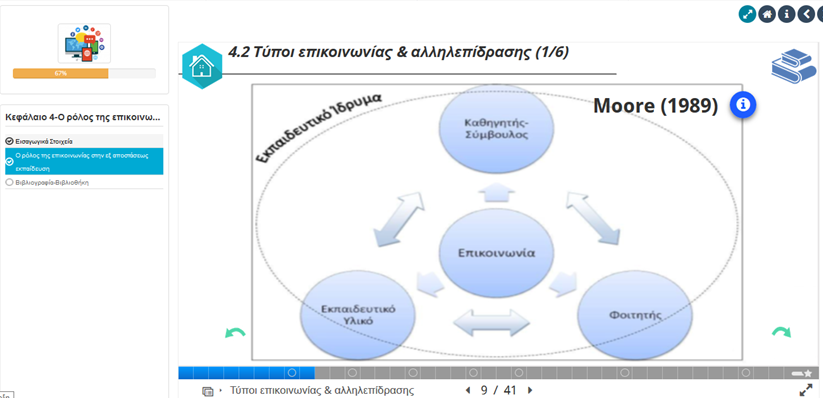 67%
Κεφάλαιο 4-Ο ρόλος της επικοινω...
Εισαγωγικά Στοιχεία
Ο ρόλος της επικοινωνίας στην εξ αποστάσεως
εκπαίδευση
Βιβλιογραφία-Βιβλιοθήκη
4.2 Τύποι επικοινωνίας & αλληλεπίδρασης (1/6)
Εκπαιδευτικό Ίδρυμα
Moore (1989)
Καθηγητής-
Σύμβουλος
Επικοινωνία
Εκπαιδευτικό
Υλικό
Φοιτητής
Τύποι επικοινωνίας & αλληλεπίδρασης
9 / 41